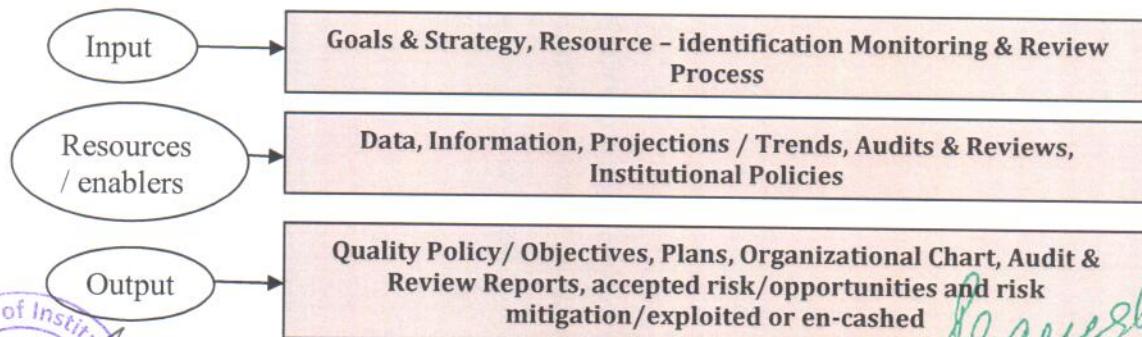 Input
Goals & Strategy, Resource – identification Monitoring & Review
Process
Resources
/ enablers
Data, Information, Projections / Trends, Audits & Reviews,
Institutional Policies
Output
Quality Policy/ Objectives, Plans, Organizational Chart, Audit &
Review Reports, accepted risk/opportunities and risk
mitigation/exploited or en-cashed
of